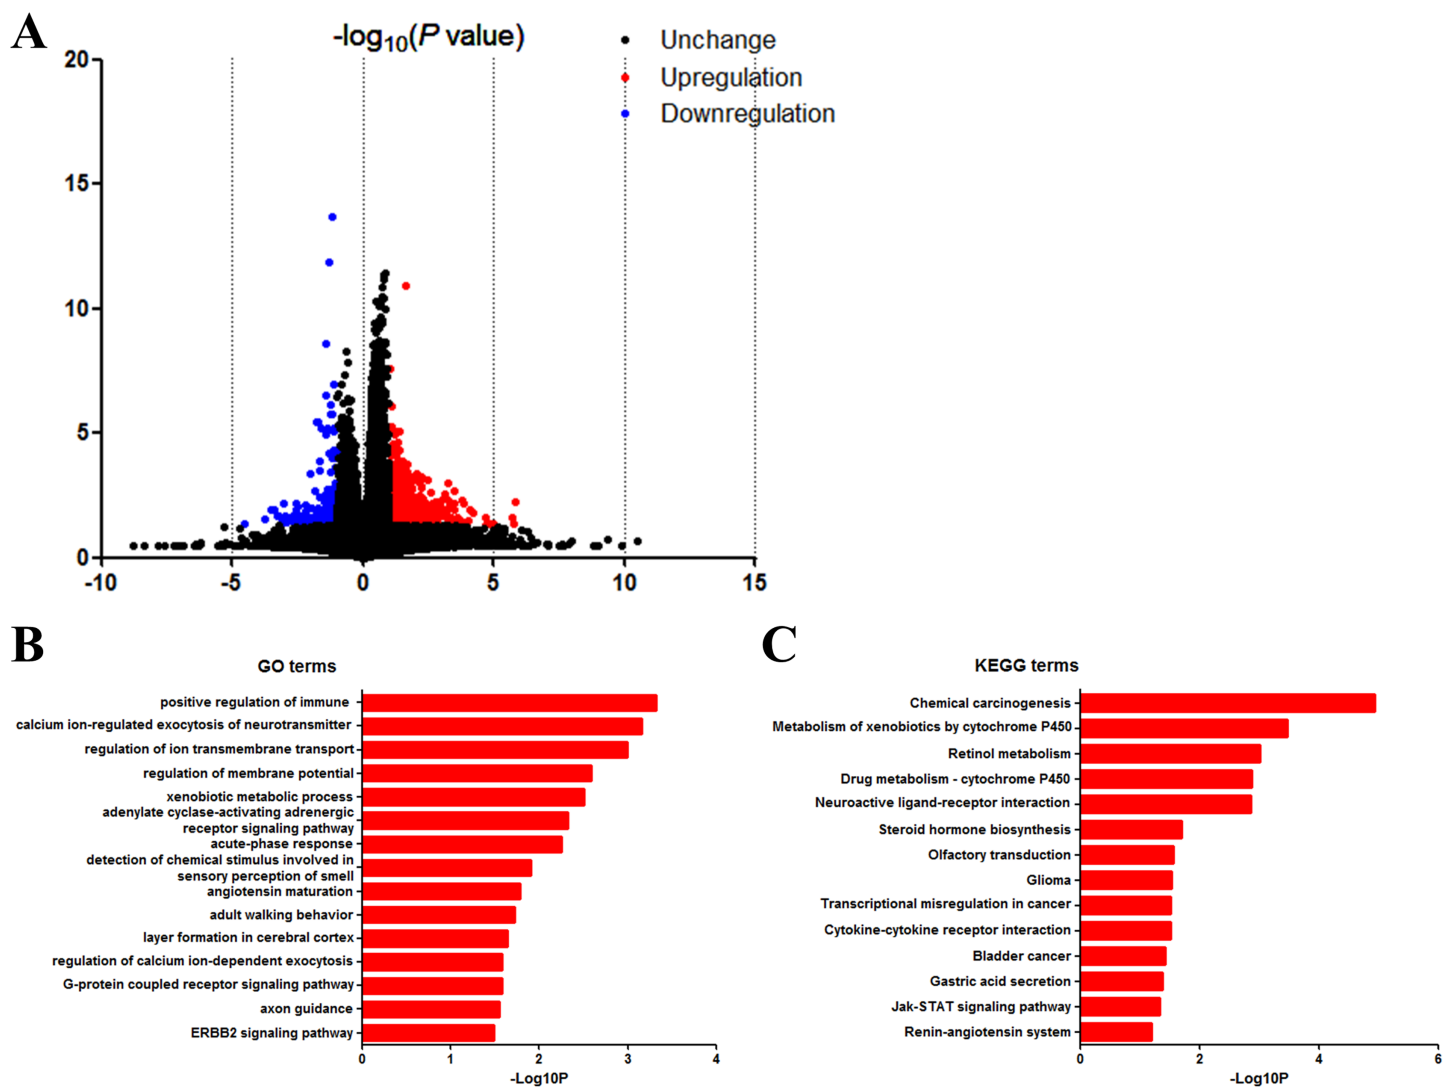 A
-log10(P value)
Unchange
Upregulation
Downregulation
20
15
10
5
0
-10 -5 0 5 10 15
B
GO terms
positive regulation of immune
calcium ion-regulated exocytosis of neurotransmitter
regulation of ion transmembrane transport
regulation of membrane potential
xenobiotic metabolic process
adenylate cyclase-activating adrenergic
receptor signaling pathway
acute-phase response
detection of chemical stimulus involved in
sensory perception of smell
angiotensin maturation
adult walking behavior
layer formation in cerebral cortex
regulation of calcium ion-dependent exocytosis
G-protein coupled receptor signaling pathway
axon guidance
ERBB2 signaling pathway
0 1 2 3 4
-Log10P
C
KEGG terms
Chemical carcinogenesis
Metabolism of xenobiotics by cytochrome P450
Retinol metabolism
Drug metabolism - cytochrome P450
Neuroactive ligand-receptor interaction
Steroid hormone biosynthesis
Olfactory transduction
Glioma
Transcriptional misregulation in cancer
Cytokine-cytokine receptor interaction
Bladder cancer
Gastric acid secretion
Jak-STAT signaling pathway
Renin-angiotensin system
0 2 4 6
-Log10P